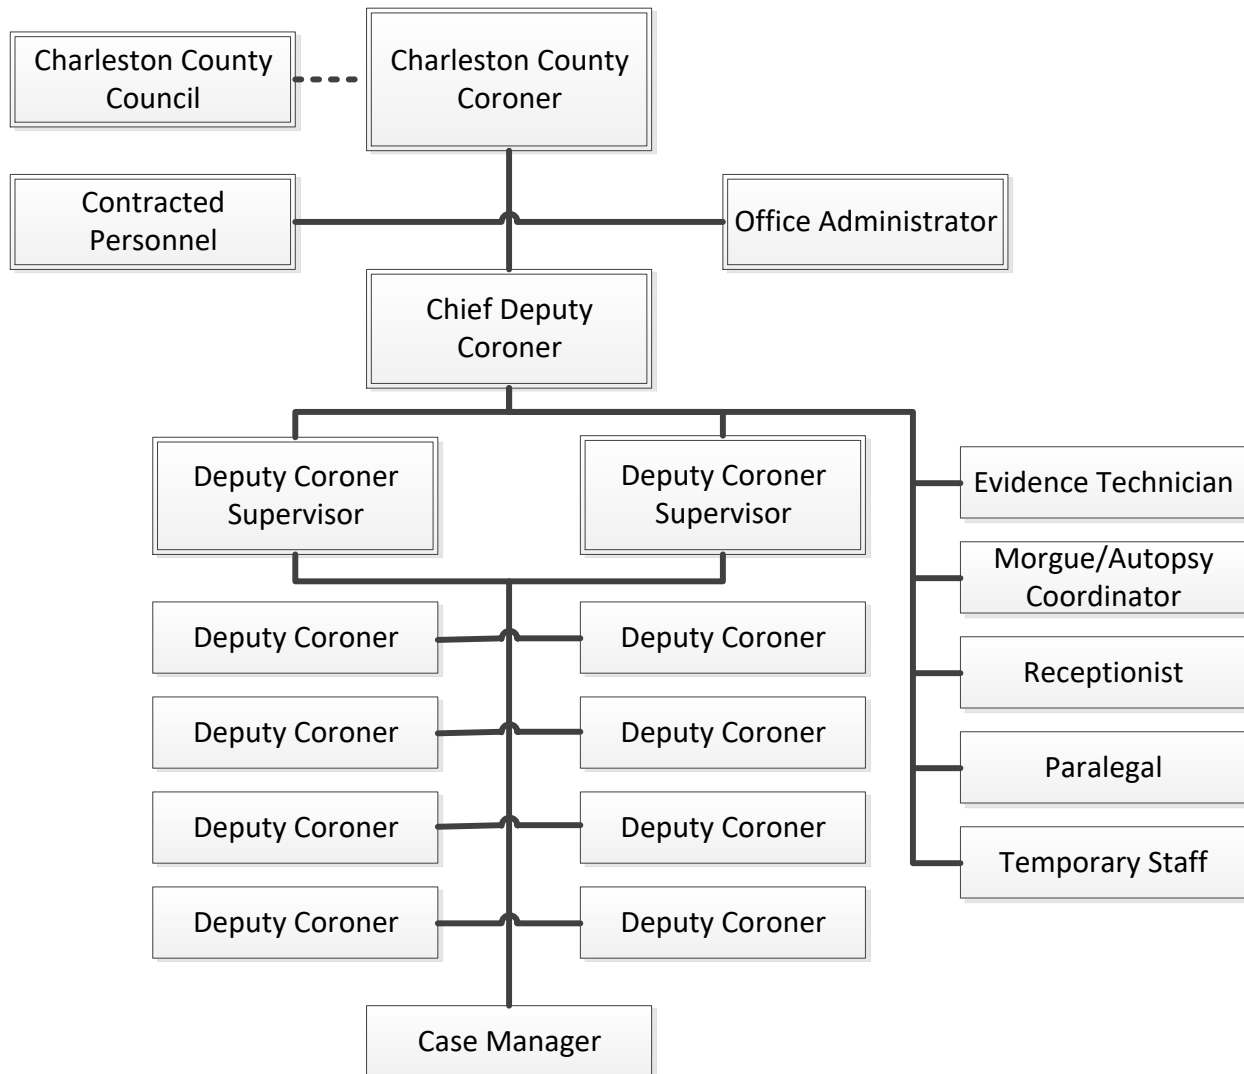 Charleston County
Council
Charleston County
Coroner
Contracted
Personnel
Office Administrator
Chief Deputy
Coroner
Deputy Coroner
Supervisor
Deputy Coroner
Supervisor
Evidence Technician
Morgue/Autopsy
Coordinator
Receptionist
Paralegal
Temporary Staff
Deputy Coroner
Deputy Coroner
Deputy Coroner
Deputy Coroner
Deputy Coroner
Deputy Coroner
Deputy Coroner
Deputy Coroner
Case Manager